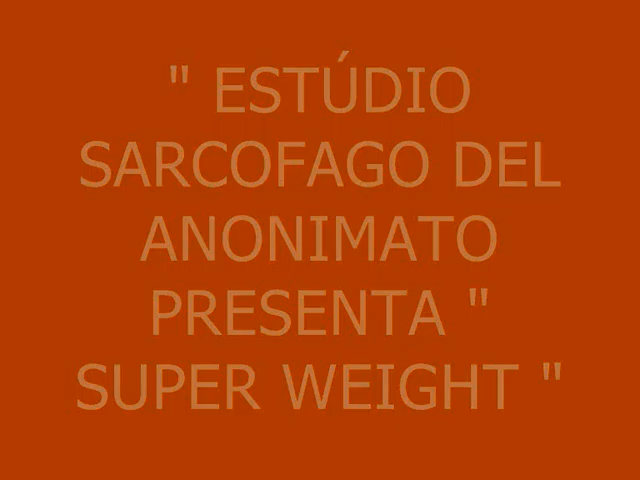 " ESTÚDIO
SARCOFAGO DEL
ANONIMATO
PRESENTA "
SUPER WEIGHT "